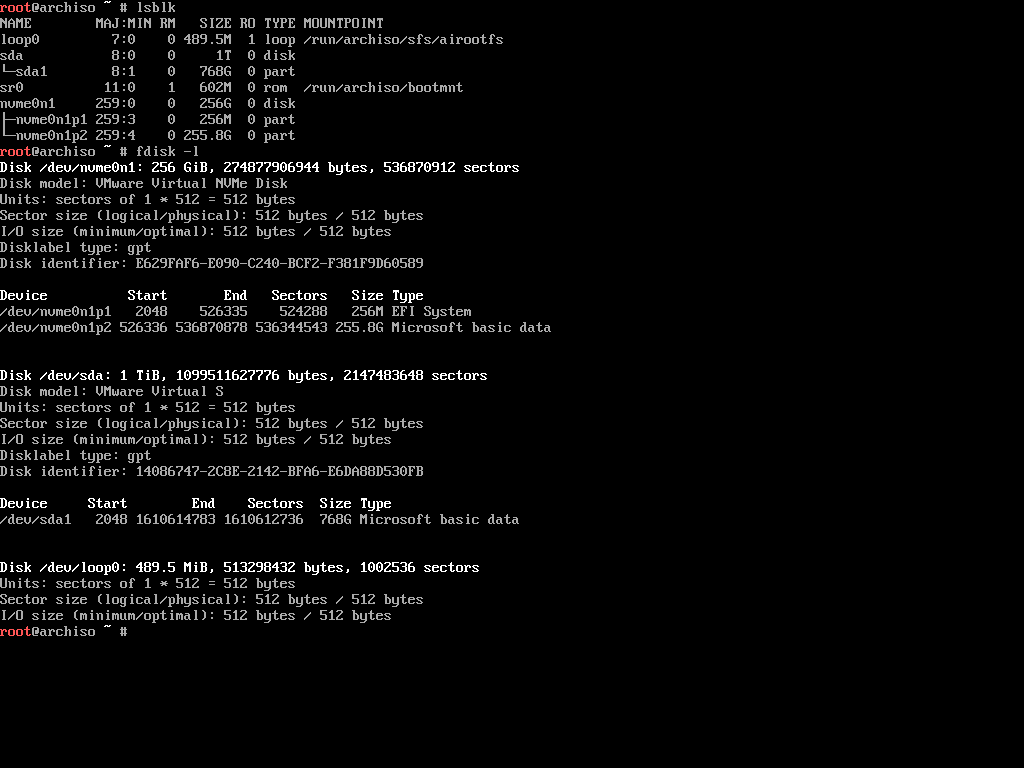 root@archiso ~ # lsblk
NAME        MAJ:MIN RM   SIZE RO TYPE MOUNTPOINT
loop0         7:0    0 489.5M  1 loop /run/archiso/sfs/airootfs
sda           8:0    0     1T  0 disk
└─sda1        8:1    0   768G  0 part
sr0          11:0    1   602M  0 rom  /run/archiso/bootmnt
nvme0n1     259:0    0   256G  0 disk
├─nvme0n1p1 259:3    0   256M  0 part
└─nvme0n1p2 259:4    0 255.8G  0 part
root@archiso ~ # fdisk -l
Disk /dev/nvme0n1: 256 GiB, 274877906944 bytes, 536870912 sectors
Disk model: VMware Virtual NVMe Disk
Units: sectors of 1 * 512 = 512 bytes
Sector size (logical/physical): 512 bytes / 512 bytes
I/O size (minimum/optimal): 512 bytes / 512 bytes
Disklabel type: gpt
Disk identifier: E629FAF6-E090-C240-BCF2-F381F9D60589

Device          Start       End   Sectors   Size Type
/dev/nvme0n1p1   2048    526335    524288   256M EFI System
/dev/nvme0n1p2 526336 536870878 536344543 255.8G Microsoft basic data


Disk /dev/sda: 1 TiB, 1099511627776 bytes, 2147483648 sectors
Disk model: VMware Virtual S
Units: sectors of 1 * 512 = 512 bytes
Sector size (logical/physical): 512 bytes / 512 bytes
I/O size (minimum/optimal): 512 bytes / 512 bytes
Disklabel type: gpt
Disk identifier: 14086747-2C8E-2142-BFA6-E6DA88D530FB

Device     Start        End    Sectors  Size Type
/dev/sda1   2048 1610614783 1610612736  768G Microsoft basic data


Disk /dev/loop0: 489.5 MiB, 513298432 bytes, 1002536 sectors
Units: sectors of 1 * 512 = 512 bytes
Sector size (logical/physical): 512 bytes / 512 bytes
I/O size (minimum/optimal): 512 bytes / 512 bytes
root@archiso ~ #